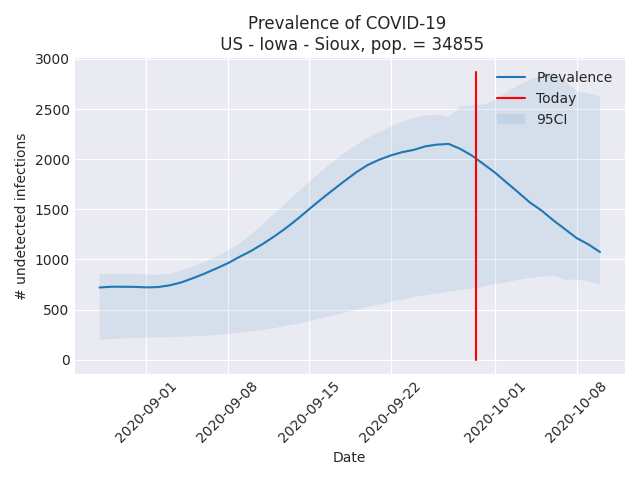 Prevalence of COVID-19
US - Iowa - Sioux, pop. = 34855
3000
2500
2000
1500
1000
500
0
# undetected infections
Prevalence
Today
95CI
2020-09-01
2020-09-08
2020-09-15
2020-09-22
2020-10-01
2020-10-08
Date